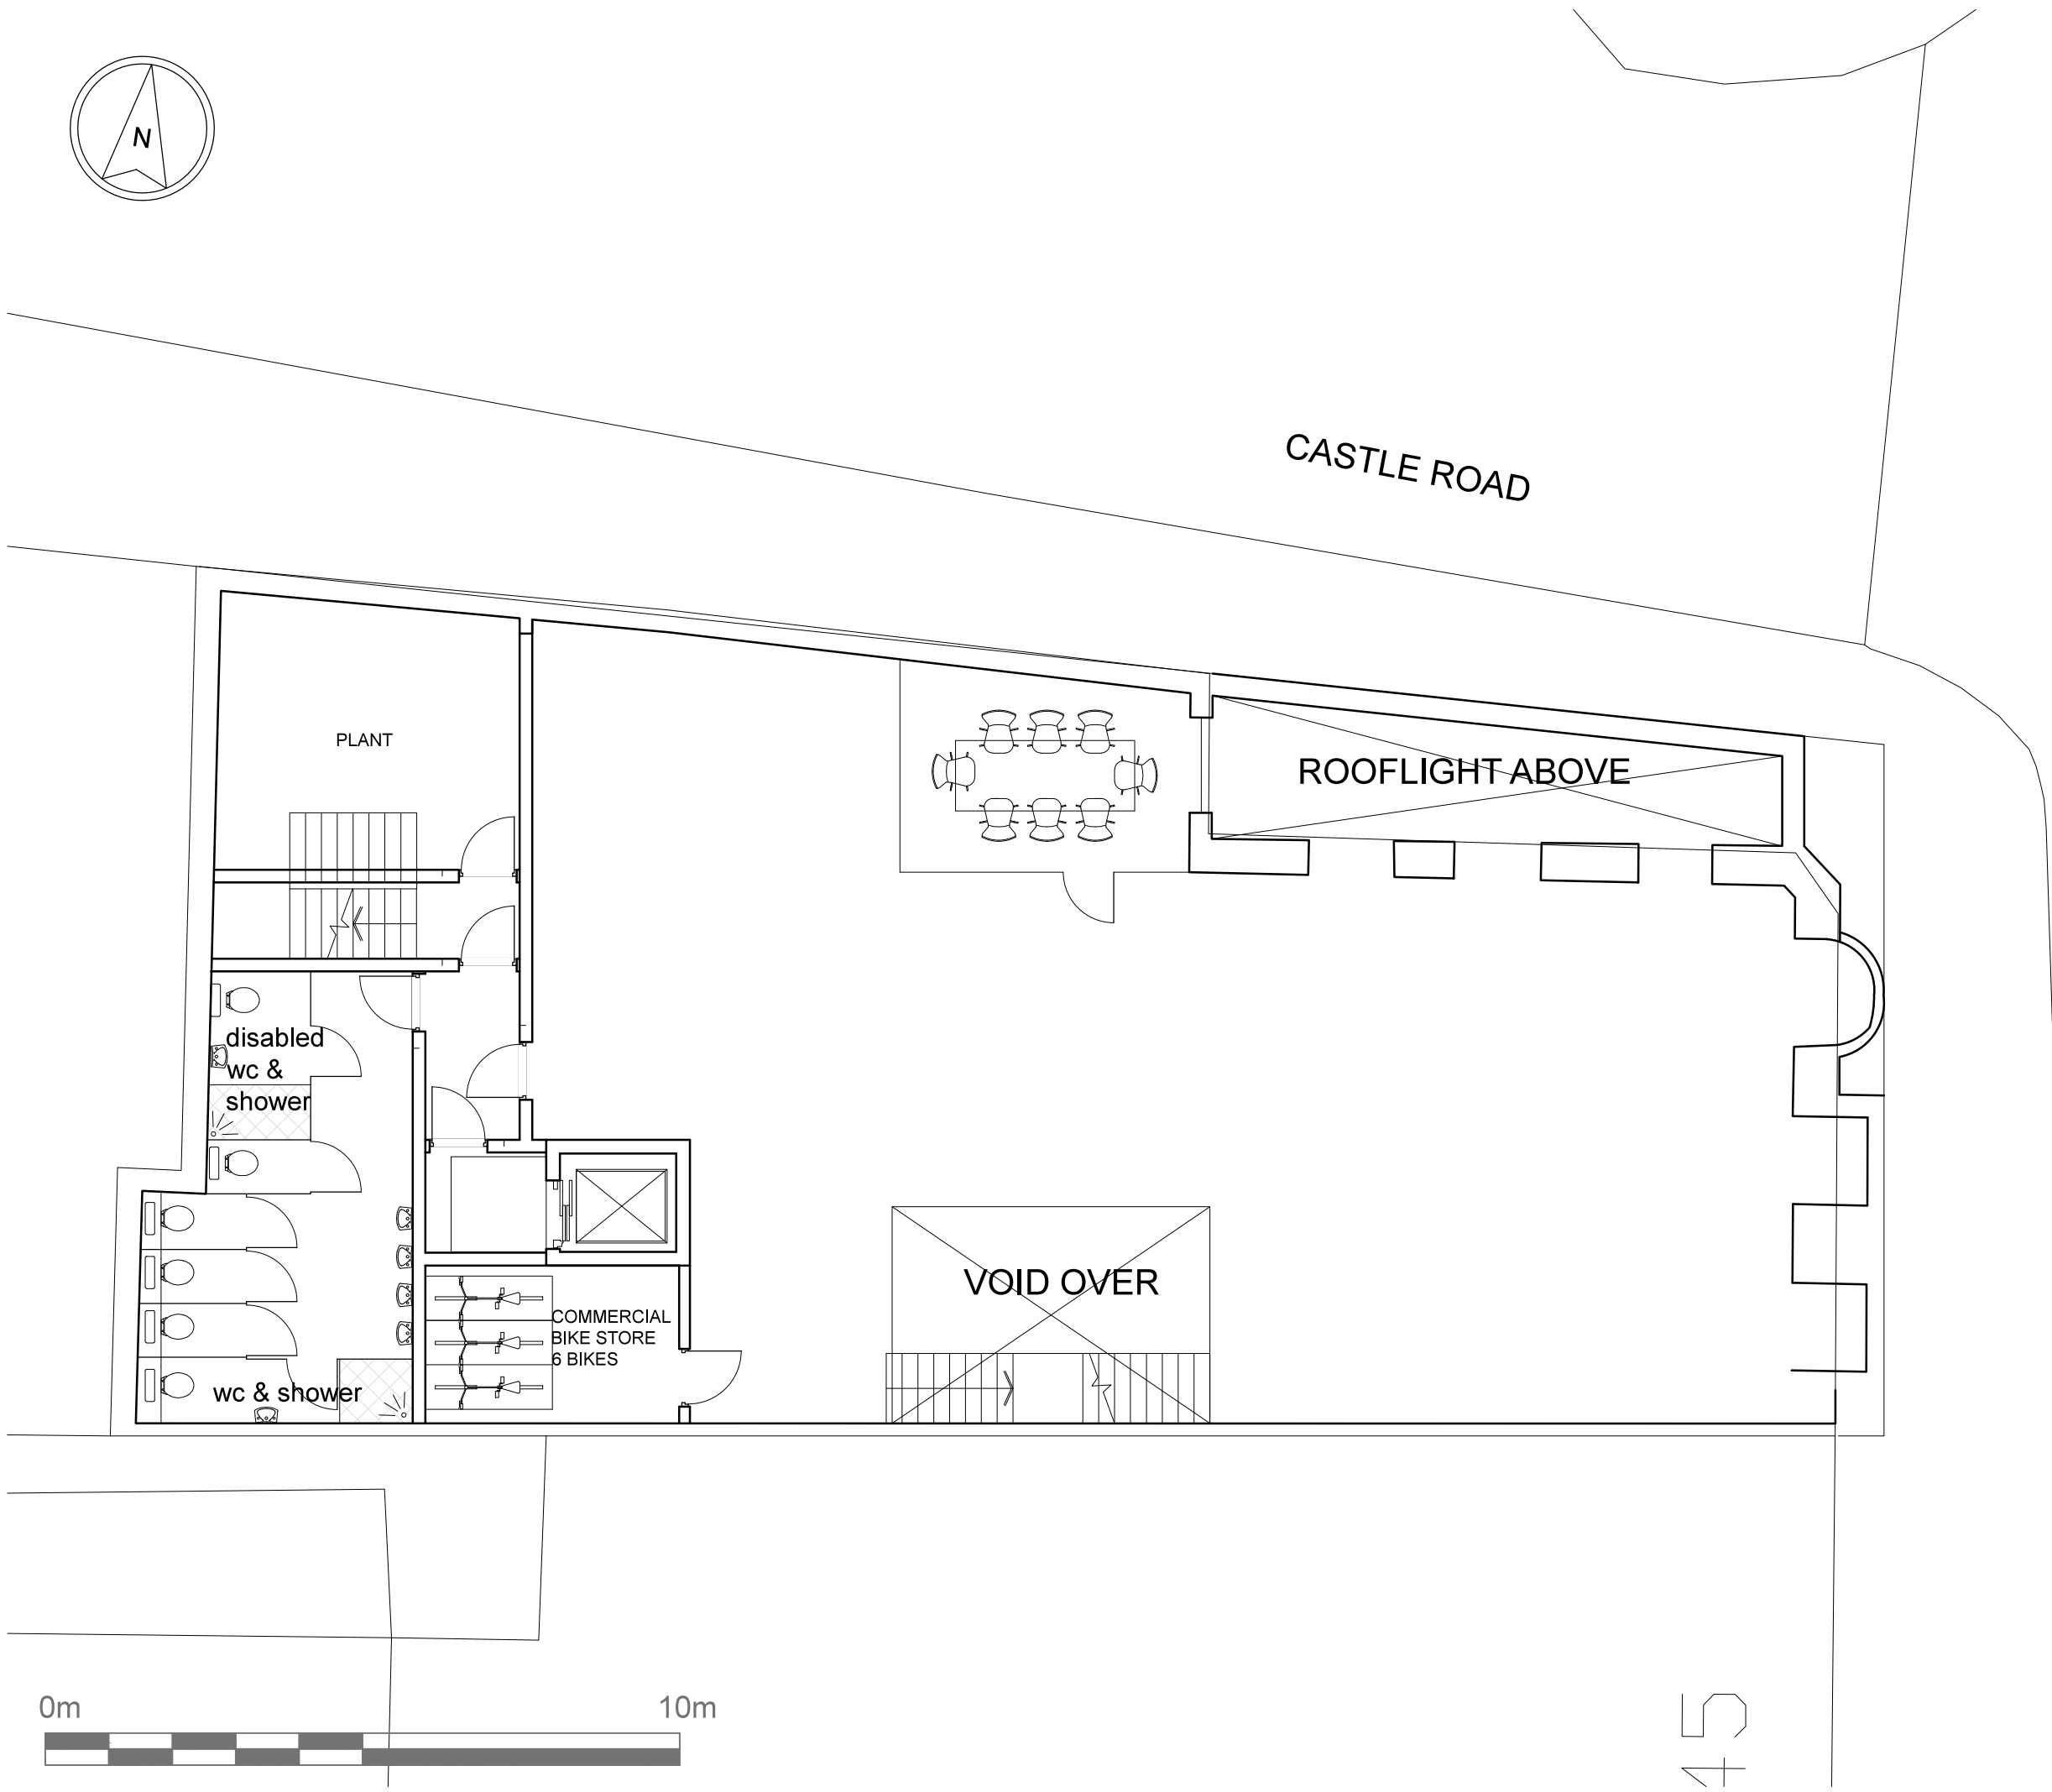 N
CASTLE ROAD
PLANT
ROOFLIGHT ABOVE
disabled
wc &
shower
VOID OVER
COMMERCIAL
BIKE STORE
6 BIKES
wc & shower
0m
10m
45